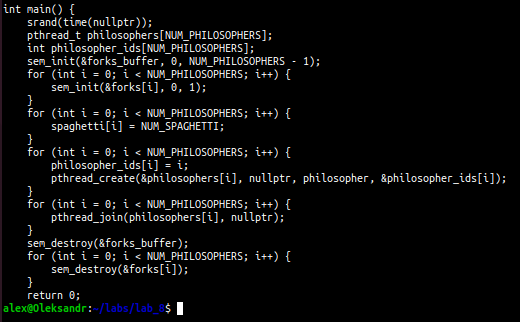 int main() {
    srand(time(nullptr));
    pthread_t philosophers[NUM_PHILOSOPHERS];
    int philosopher_ids[NUM_PHILOSOPHERS];
    sem_init(&forks_buffer, 0, NUM_PHILOSOPHERS - 1);
    for (int i = 0; i < NUM_PHILOSOPHERS; i++) {
        sem_init(&forks[i], 0, 1);
    }
    for (int i = 0; i < NUM_PHILOSOPHERS; i++) {
        spaghetti[i] = NUM_SPAGHETTI;
    }
    for (int i = 0; i < NUM_PHILOSOPHERS; i++) {
        philosopher_ids[i] = i;
        pthread_create(&philosophers[i], nullptr, philosopher, &philosopher_ids[i]);
    }
    for (int i = 0; i < NUM_PHILOSOPHERS; i++) {
        pthread_join(philosophers[i], nullptr);
    }
    sem_destroy(&forks_buffer);
    for (int i = 0; i < NUM_PHILOSOPHERS; i++) {
        sem_destroy(&forks[i]);
    }
    return 0;
alex@Oleksandr:$